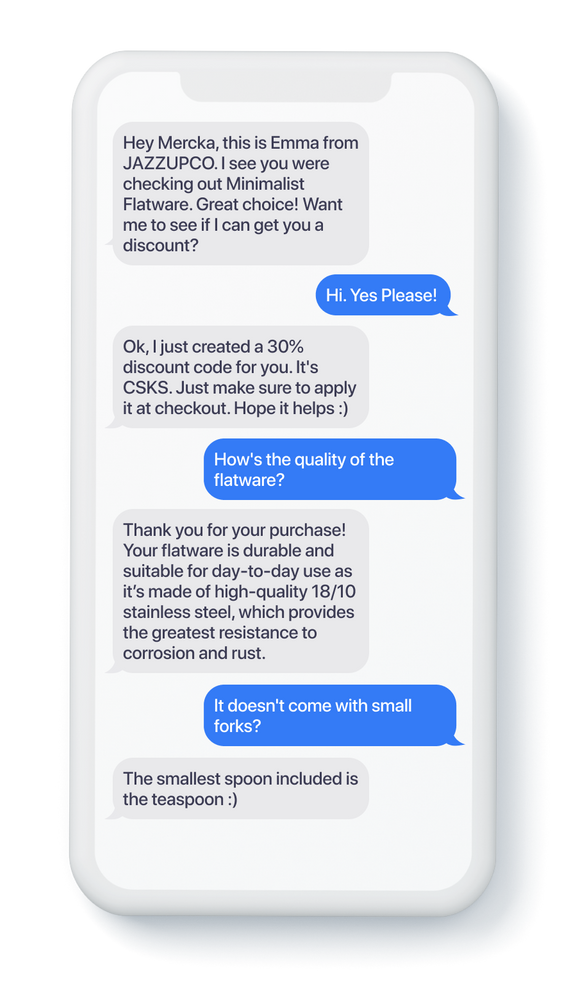 Hey Mercka, this is Emma from
JAZZUPCO. I see you were
checking out Minimalist
Flatware. Great choice! Want
me to see if I can get you a
discount?
Hi. Yes Please!
Ok, I just created a 30%
discount code for you. It's
CSKS. Just make sure to apply
it at checkout. Hope it helps :)
How's the quality of the
flatware?
Thank you for your purchase!
Your flatware is durable and
suitable for day-to-day use as
it’s made of high-quality 18/10
stainless steel, which provides
the greatest resistance to
corrosion and rust.
It doesn't come with small
forks?
The smallest spoon included is
the teaspoon :)